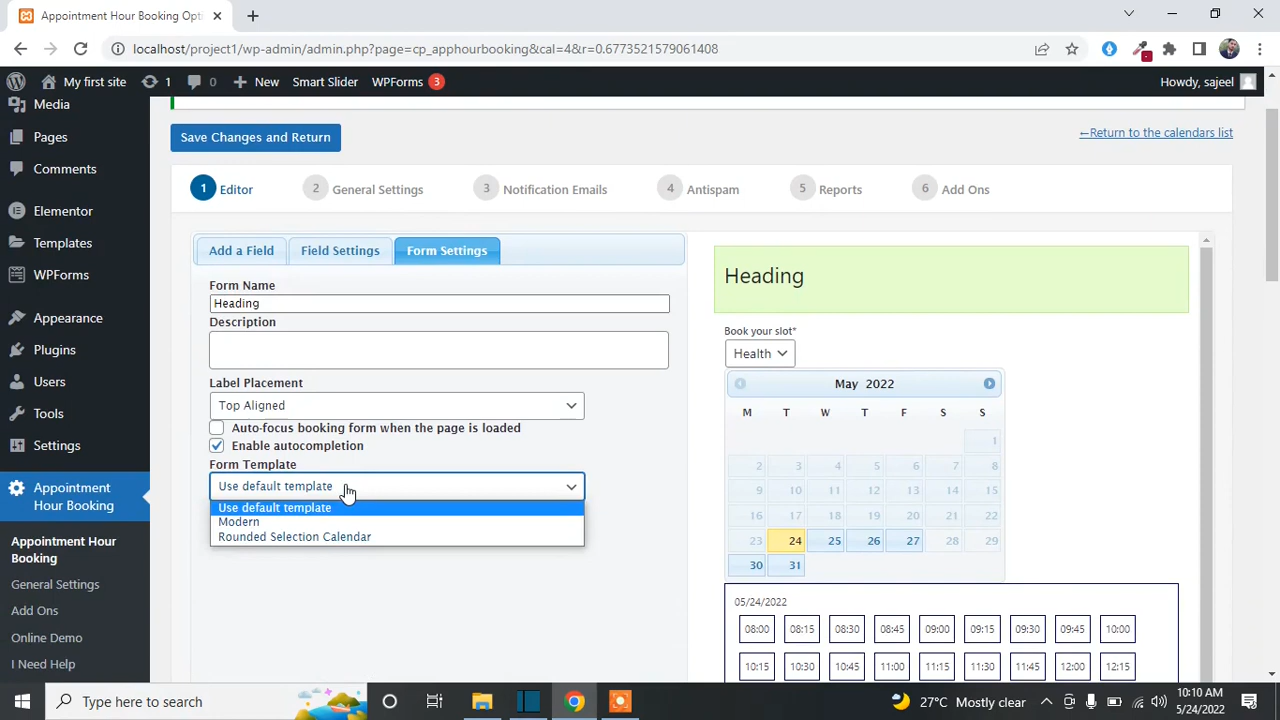 Appointment Hour Booking Opti
localhost/project1/wp-admin/admin.php?page=cp_apphourbooking&cal=4&r=0.6773521579061408
My first site
1
0
New
Smart Slider
WPForms
3
Howdy, sajeel
Media
Pages
Comments
Elementor
Templates
WPForms
Appearance
Plugins
Users
Tools
Settings
Appointment
Hour Booking
Appointment Hour
Booking
General Settings
Add Ons
Online Demo
I Need Help
Save Changes and Return
←Return to the calendars list
1 Editor
2 General Settings
3 Notification Emails
4 Antispam
5 Reports
6 Add Ons
Add a Field
Field Settings
Form Settings
Form Name
Heading
Description
Label Placement
Top Aligned
Auto-focus booking form when the page is loaded
Enable autocompletion
Form Template
Use default template
Use default template
Modern
Rounded Selection Calendar
Heading
Book your slot*
Health
May 2022
M T W T F S S
1
2 3 4 5 6 7 8
9 10 11 12 13 14 15
16 17 18 19 20 21 22
23 24 25 26 27 28 29
30 31
05/24/2022
08:00 08:15 08:30 08:45 09:00 09:15 09:30 09:45 10:00
10:15 10:30 10:45 11:00 11:15 11:30 11:45 12:00 12:15
Type here to search
27°C Mostly clear
10:10 AM
5/24/2022